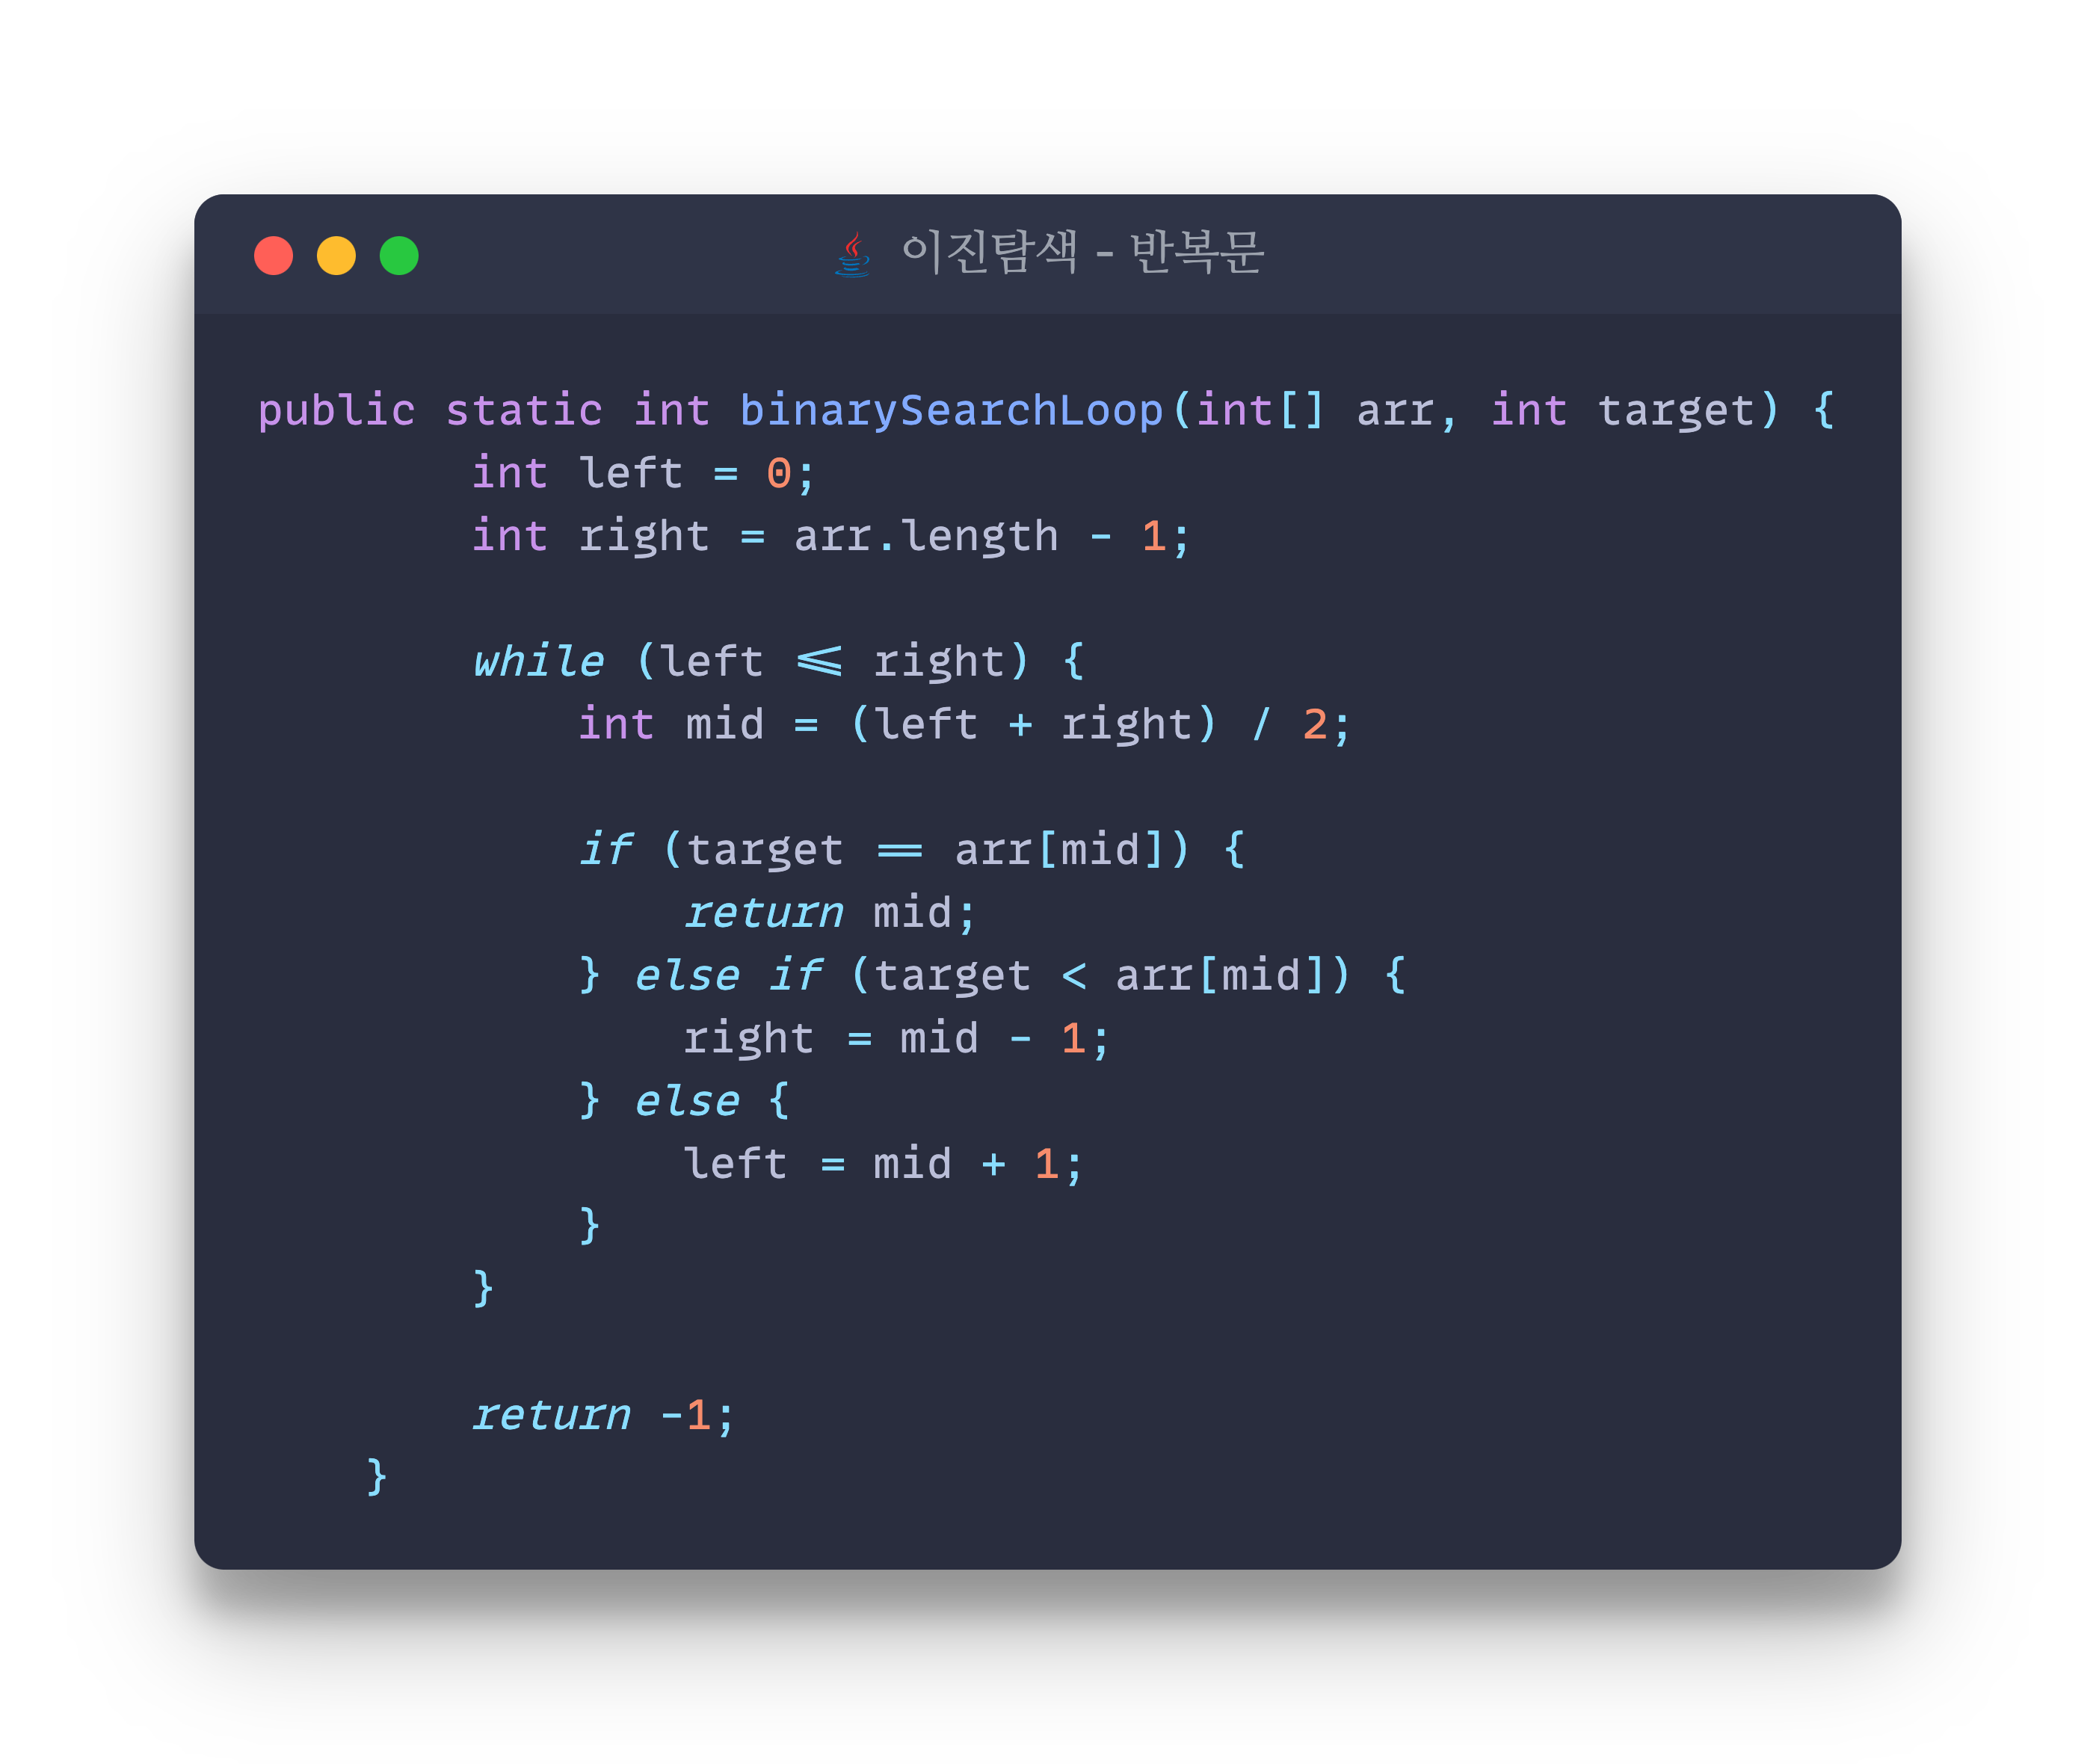 이진탐색 - 반복문
public static int binarySearchLoop(int[] arr, int target) {
        int left = 0;
        int right = arr.length - 1;

        while (left <= right) {
            int mid = (left + right) / 2;

            if (target == arr[mid]) {
                return mid;
            } else if (target < arr[mid]) {
                right = mid - 1;
            } else {
                left = mid + 1;
            }
        }

        return -1;
    }